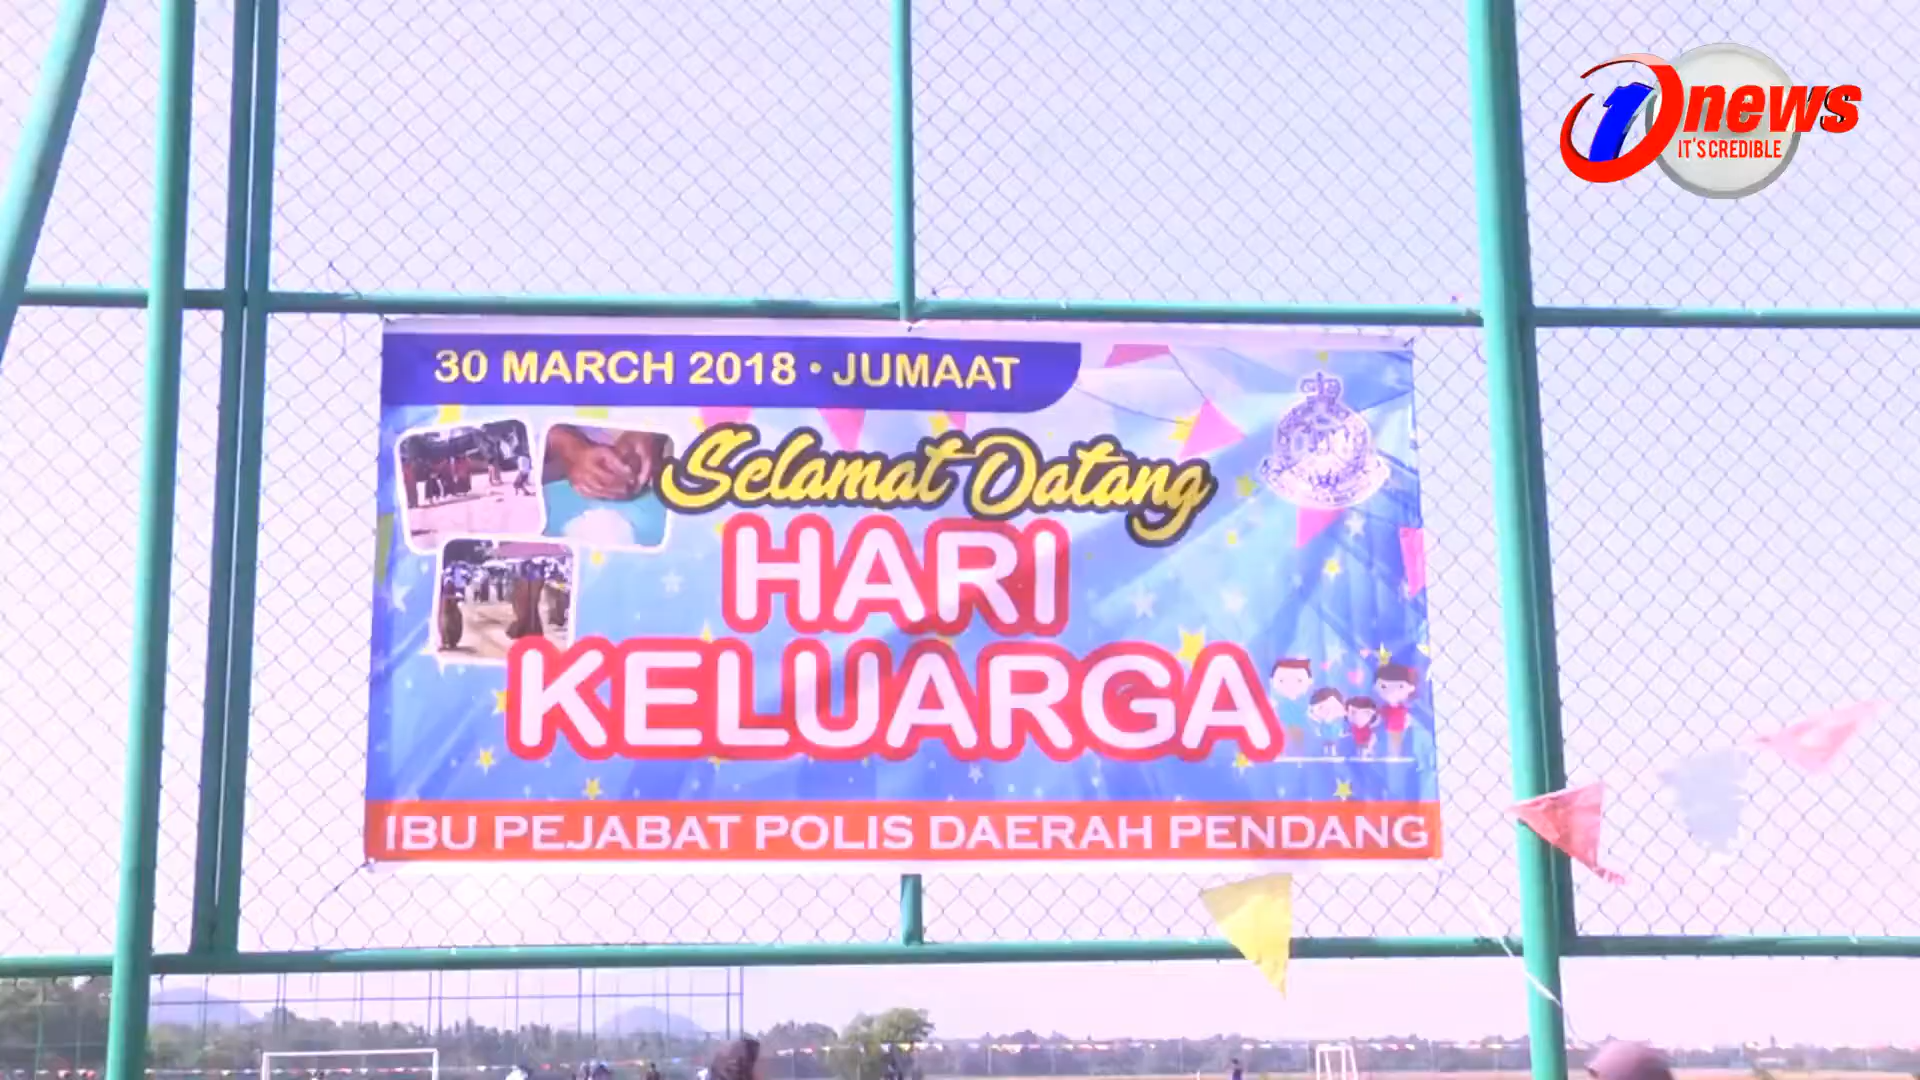 1news
IT'S CREDIBLE
30 MARCH 2018 • JUMAAT
Selamat Datang
HARI
KELUARGA
IBU PEJABAT POLIS DAERAH PENDANG